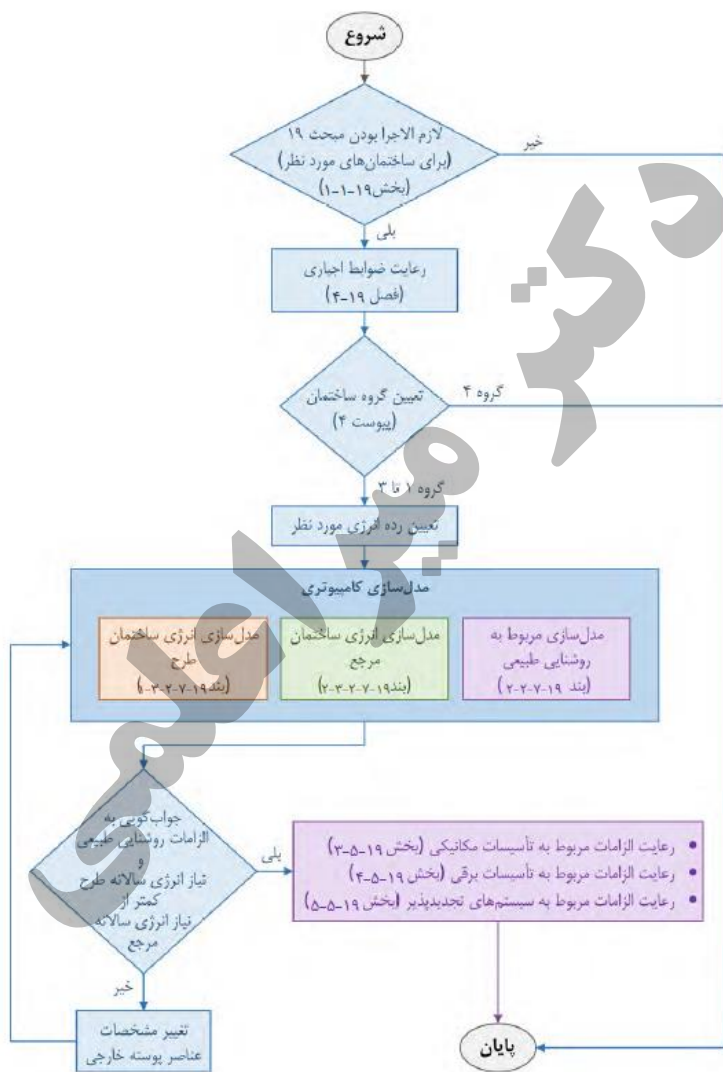 شروع
لازم الاجرا بودن مبحث ۱۹
(برای ساختمان‌های مورد نظر)
(بخش ۱۹-۱-۱)
خیر
بلی
رعایت ضوابط اجباری
(فصل ۱۹-۴)
تعیین گروه ساختمان
(پیوست ۴)
گروه ۴
گروه ۱ تا ۳
تعیین رده انرژی مورد نظر
مدل‌سازی کامپیوتری
مدل‌سازی مربوط به
روشنایی طبیعی
(بند ۱۹-۷-۲-۲)
مدل‌سازی انرژی ساختمان
مرجع
(بند ۱۹-۷-۲-۳-۲)
مدل‌سازی انرژی ساختمان
طرح
(بند ۱۹-۷-۲-۳-۱)
جواب‌گویی به
الزامات روشنایی طبیعی
و
نیاز انرژی سالانه طرح
کمتر از
نیاز انرژی سالانه
مرجع
بلی
• رعایت الزامات مربوط به تأسیسات مکانیکی (بخش ۱۹-۵-۳)
• رعایت الزامات مربوط به تأسیسات برقی (بخش ۱۹-۵-۴)
• رعایت الزامات مربوط به سیستم‌های تجدیدپذیر (بخش ۱۹-۵-۵)
خیر
تغییر مشخصات
عناصر پوسته خارجی
پایان
دکتر میراعلمی